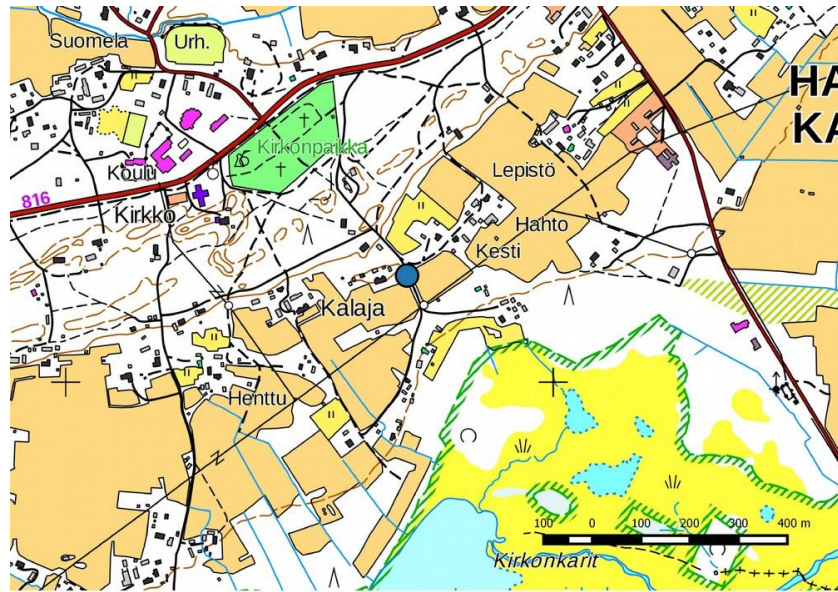 Suomela
Urh.
HA
KA
Kirkonpaikka
Koulu
Lepistö
816
Kirkko
Hahto
Kesti
Kalaja
Henttu
100 0 100 200 300 400 m
Kirkonkarit